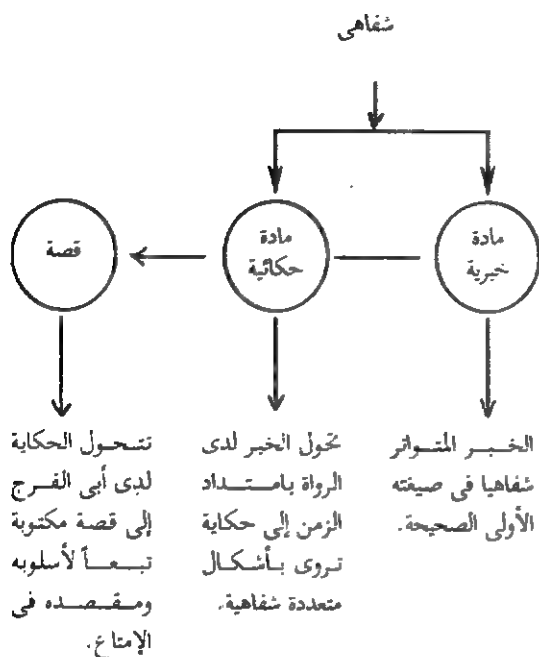 شفاهى
مادة
خبرية
مادة
حكائية
قصة
الخبر المتواتر
شفاهيا فى صيغته
الأولى الصحيحة.
تحول الخبر لدى
الرواة بامتداد
الزمن إلى حكاية
تروى بأشكال
متعددة شفاهية.
تتحول الحكاية
لدى أبى الفرج
إلى قصة مكتوبة
تبعاً لأسلوبه
ومقصده فى
الإمتاع.